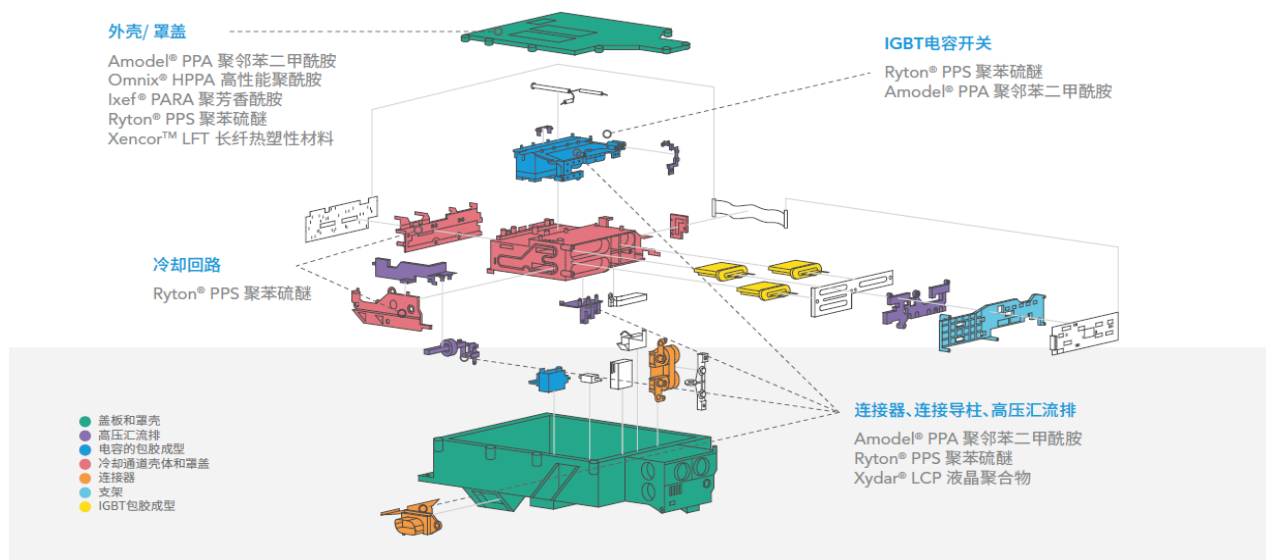 外壳/ 罩盖
Amodel® PPA 聚邻苯二甲酰胺
Omnix® HPPA 高性能聚酰胺
Ixef® PARA 聚芳香酰胺
Ryton® PPS 聚苯硫醚
Xencor™ LFT 长纤热塑性材料
IGBT电容开关
Ryton® PPS 聚苯硫醚
Amodel® PPA 聚邻苯二甲酰胺
冷却回路
Ryton® PPS 聚苯硫醚
连接器、连接导柱、高压汇流排
Amodel® PPA 聚邻苯二甲酰胺
Ryton® PPS 聚苯硫醚
Xydar® LCP 液晶聚合物
盖板和罩壳
高压汇流排
电容的包胶成型
冷却通道壳体和罩盖
连接器
支架
IGBT包胶成型